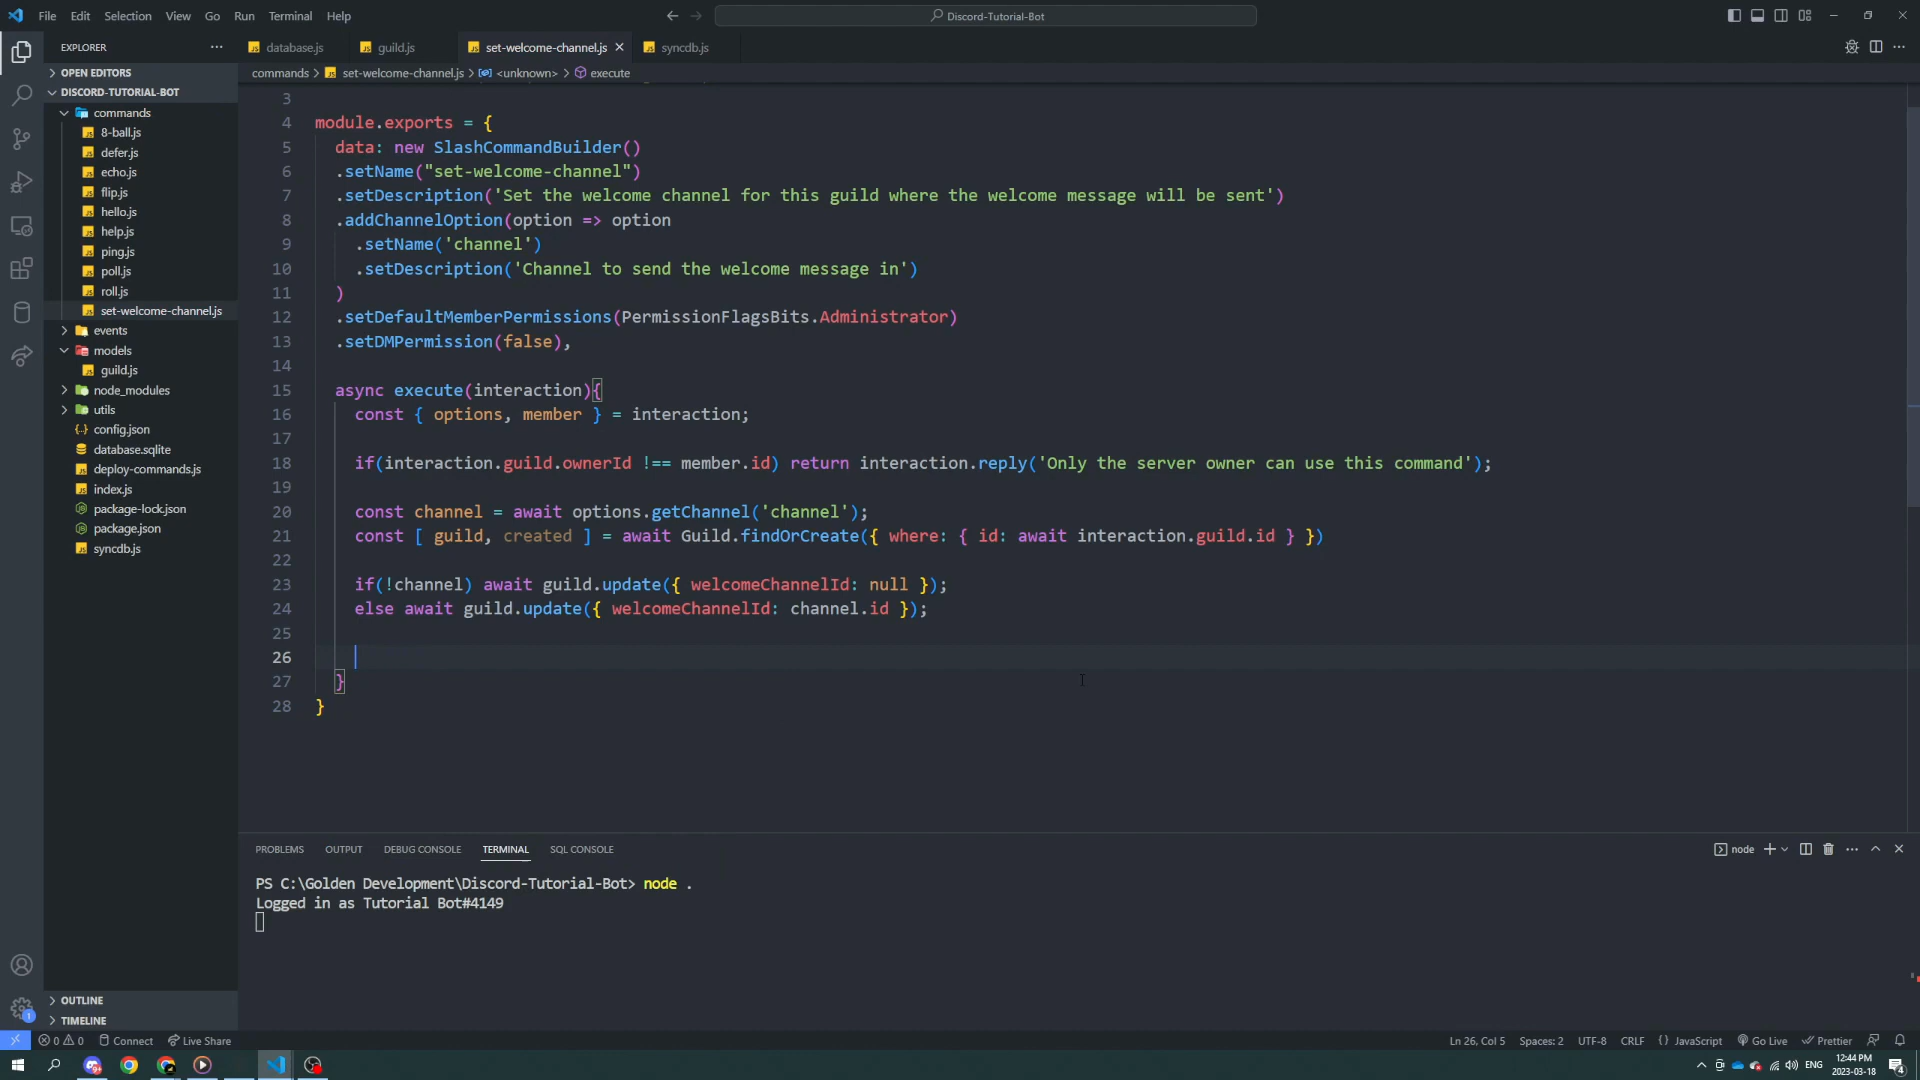 File Edit Selection View Go Run Terminal Help
Discord-Tutorial-Bot
EXPLORER
database.js guild.js set-welcome-channel.js syncdb.js
commands > set-welcome-channel.js > <unknown> > execute
OPEN EDITORS
DISCORD-TUTORIAL-BOT
commands
8-ball.js
defer.js
echo.js
flip.js
hello.js
help.js
ping.js
poll.js
roll.js
set-welcome-channel.js
events
models
guild.js
node_modules
utils
config.json
database.sqlite
deploy-commands.js
index.js
package-lock.json
package.json
syncdb.js
OUTLINE
TIMELINE
3
4 module.exports = {
5 data: new SlashCommandBuilder()
6 .setName("set-welcome-channel")
7 .setDescription('Set the welcome channel for this guild where the welcome message will be sent')
8 .addChannelOption(option => option
9 .setName('channel')
10 .setDescription('Channel to send the welcome message in')
11 )
12 .setDefaultMemberPermissions(PermissionFlagsBits.Administrator)
13 .setDMPermission(false),
14
15 async execute(interaction){
16 const { options, member } = interaction;
17
18 if(interaction.guild.ownerId !== member.id) return interaction.reply('Only the server owner can use this command');
19
20 const channel = await options.getChannel('channel');
21 const [ guild, created ] = await Guild.findOrCreate({ where: { id: await interaction.guild.id } })
22
23 if(!channel) await guild.update({ welcomeChannelId: null });
24 else await guild.update({ welcomeChannelId: channel.id });
25
26
27 }
28 }
PROBLEMS OUTPUT DEBUG CONSOLE TERMINAL SQL CONSOLE
node
PS C:\Golden Development\Discord-Tutorial-Bot> node .
Logged in as Tutorial Bot#4149
1
0 0 Connect Live Share
Ln 26, Col 5 Spaces: 2 UTF-8 CRLF JavaScript Go Live Prettier
ENG
12:44 PM
2023-03-18
4